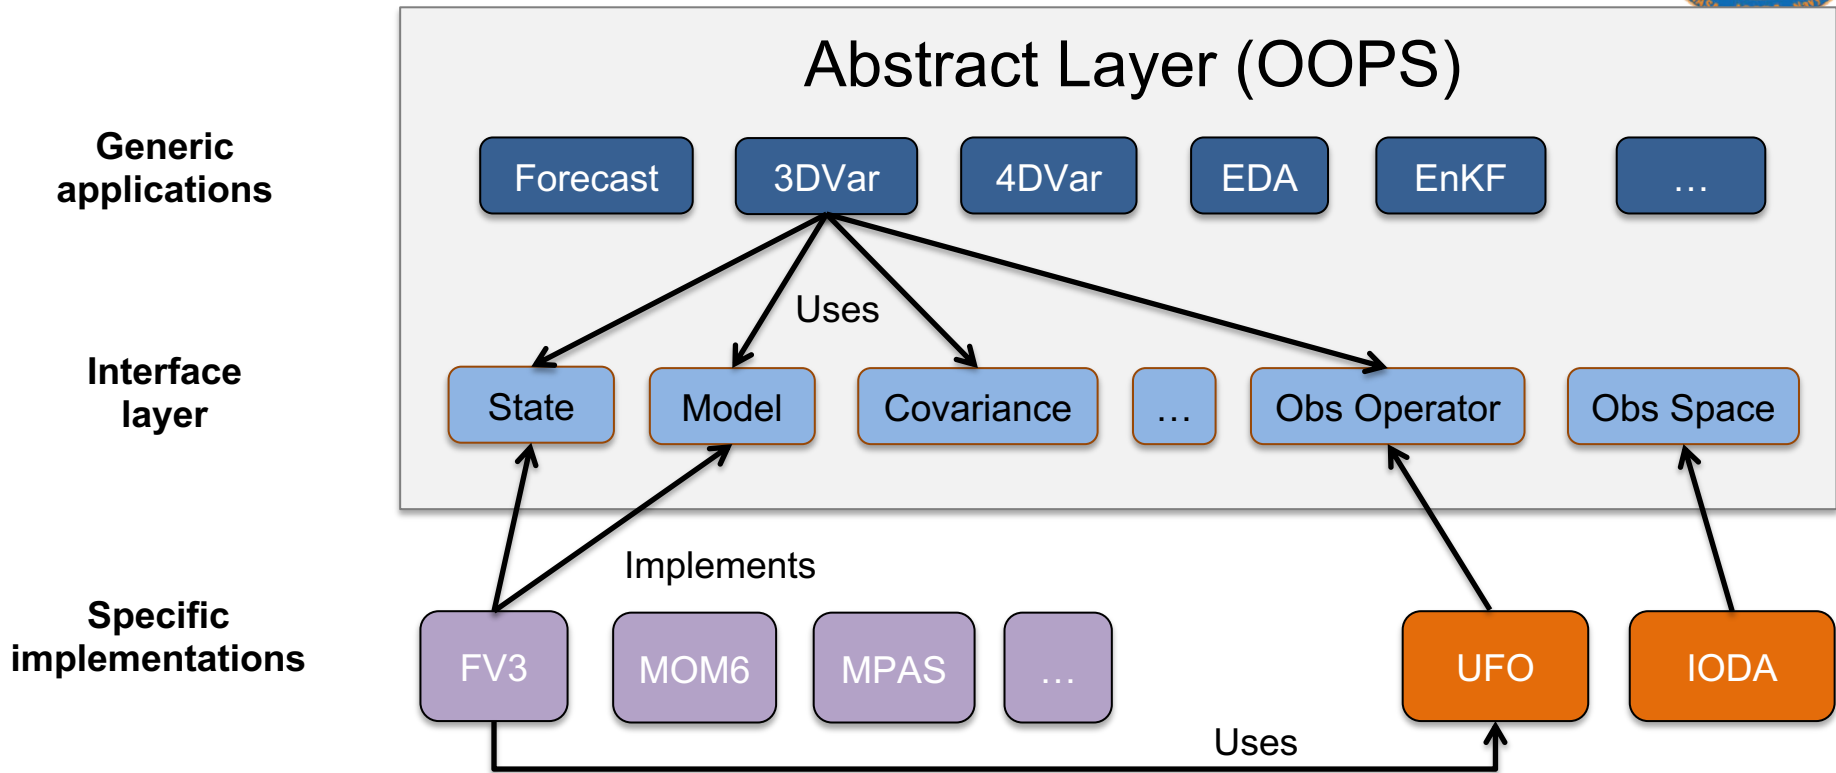 Abstract Layer (OOPS)
Generic
applications
Forecast
3DVar
4DVar
EDA
EnKF
...
Uses
Interface
layer
State
Model
Covariance
...
Obs Operator
Obs Space
Implements
Specific
implementations
FV3
MOM6
MPAS
...
UFO
IODA
Uses